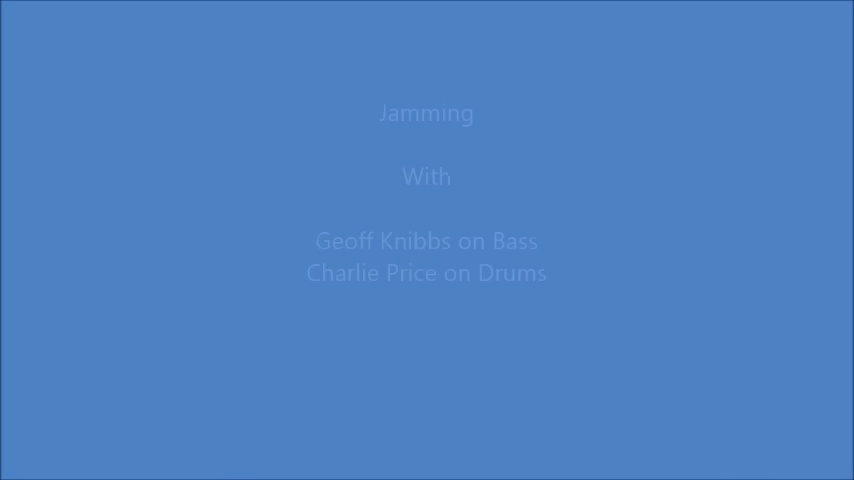 Jamming
With
Geoff Knibbs on Bass
Charlie Price on Drums